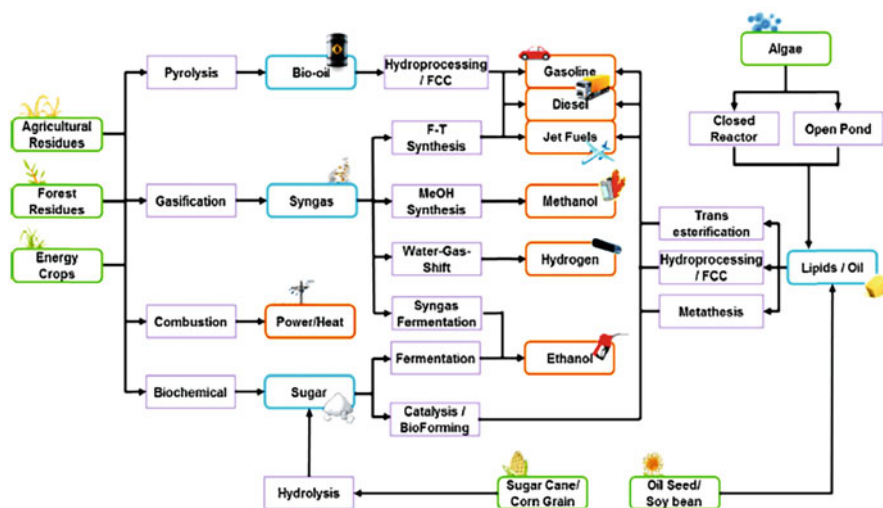 Algae
Pyrolysis
Bio-oil
Hydroprocessing
/ FCC
Gasoline
Diesel
Jet Fuels
Closed
Reactor
Open Pond
Agricultural
Residues
F-T
Synthesis
Forest
Residues
Gasification
Syngas
MeOH
Synthesis
Methanol
Trans
esterification
Energy
Crops
Water-Gas-
Shift
Hydrogen
Hydroprocessing
/ FCC
Lipids / Oil
Combustion
Power/Heat
Syngas
Fermentation
Metathesis
Biochemical
Sugar
Fermentation
Ethanol
Catalysis /
BioForming
Hydrolysis
Sugar Cane/
Corn Grain
Oil Seed/
Soy bean